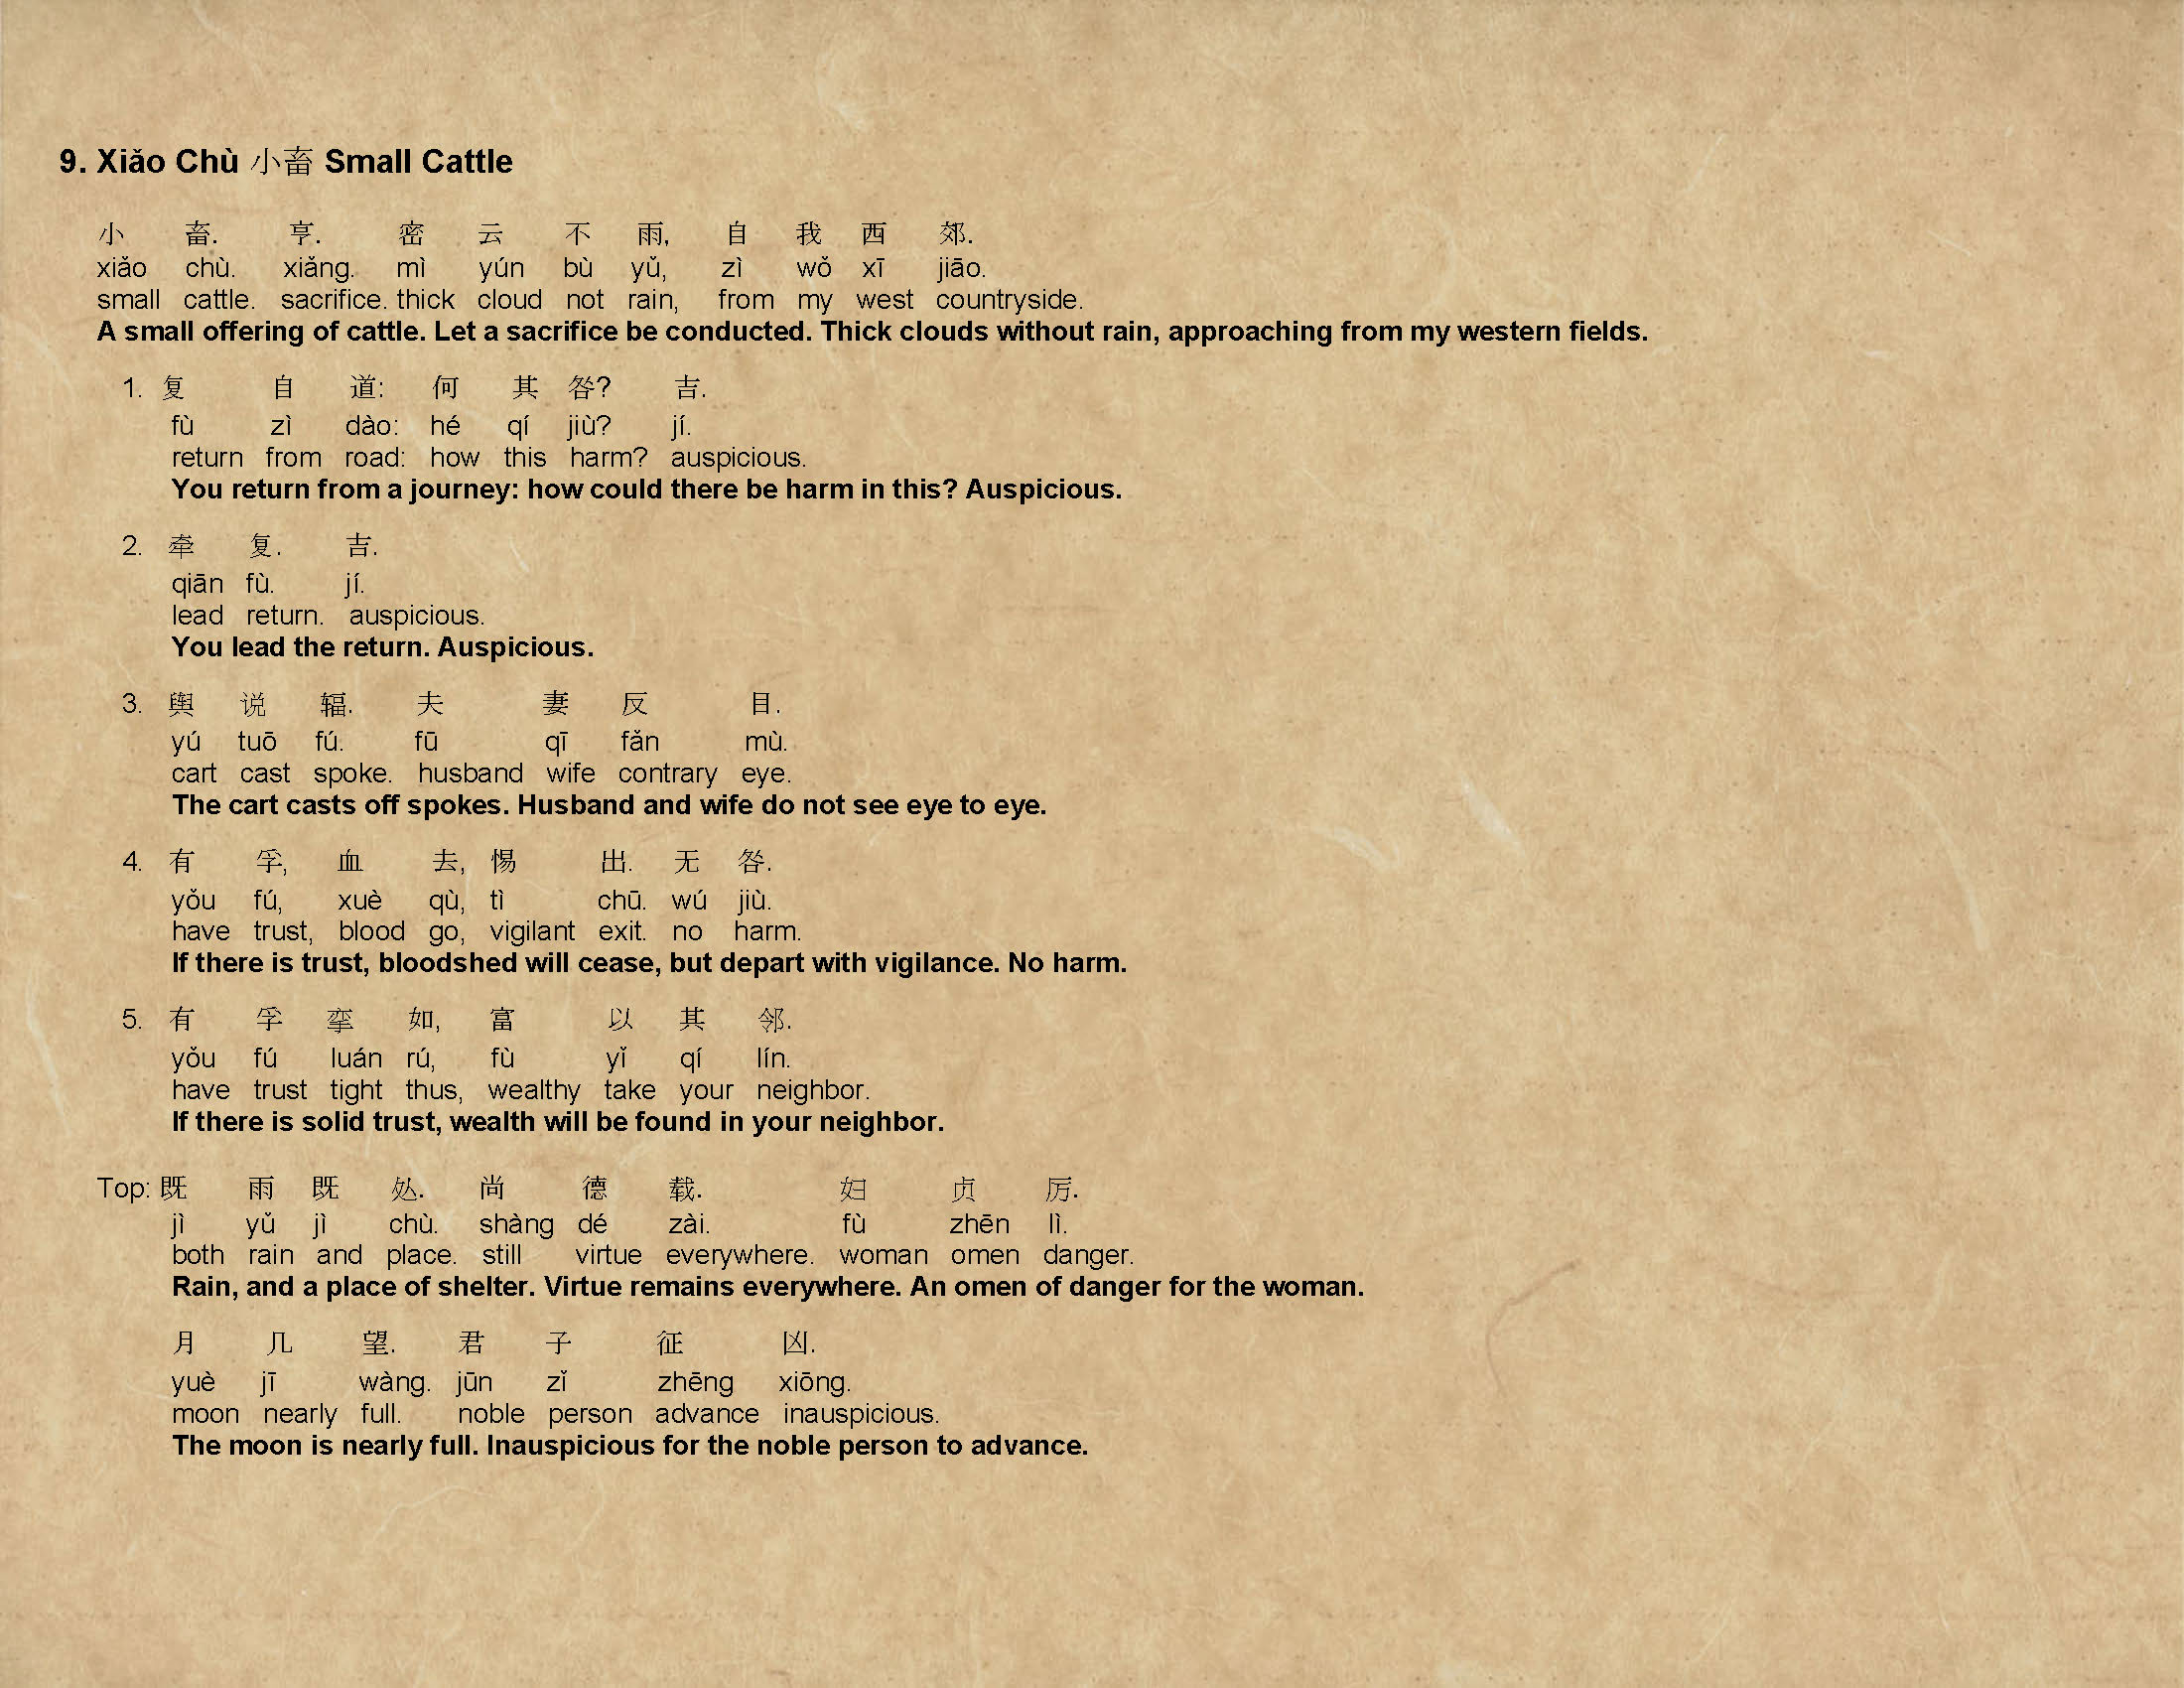 9. Xiǎo Chù 小畜 Small Cattle
小 畜. 亨. 密 云 不 雨, 自 我 西 郊.
xiǎo chù. xiǎng. mì yún bù yǔ, zì wǒ xī jiāo.
small cattle. sacrifice. thick cloud not rain, from my west countryside.
A small offering of cattle. Let a sacrifice be conducted. Thick clouds without rain, approaching from my western fields.
1. 复 自 道: 何 其 咎? 吉.
fù zì dào: hé qí jiù? jí.
return from road: how this harm? auspicious.
You return from a journey: how could there be harm in this? Auspicious.
2. 牵 复. 吉.
qiān fù. jí.
lead return. auspicious.
You lead the return. Auspicious.
3. 舆 说 辐. 夫 妻 反 目.
yú tuō fú. fū qī fǎn mù.
cart cast spoke. husband wife contrary eye.
The cart casts off spokes. Husband and wife do not see eye to eye.
4. 有 孚, 血 去, 惕 出. 无 咎.
yǒu fú, xuè qù, tì chū. wú jiù.
have trust, blood go, vigilant exit. no harm.
If there is trust, bloodshed will cease, but depart with vigilance. No harm.
5. 有 孚 挛 如, 富 以 其 邻.
yǒu fú luán rú, fù yǐ qí lín.
have trust tight thus, wealthy take your neighbor.
If there is solid trust, wealth will be found in your neighbor.
Top: 既 雨 既 处. 尚 德 载. 妇 贞 厉.
jì yǔ jì chù. shàng dé zài. fù zhēn lì.
both rain and place. still virtue everywhere. woman omen danger.
Rain, and a place of shelter. Virtue remains everywhere. An omen of danger for the woman.
月 几 望. 君 子 征 凶.
yuè jī wàng. jūn zǐ zhēng xiōng.
moon nearly full. noble person advance inauspicious.
The moon is nearly full. Inauspicious for the noble person to advance.